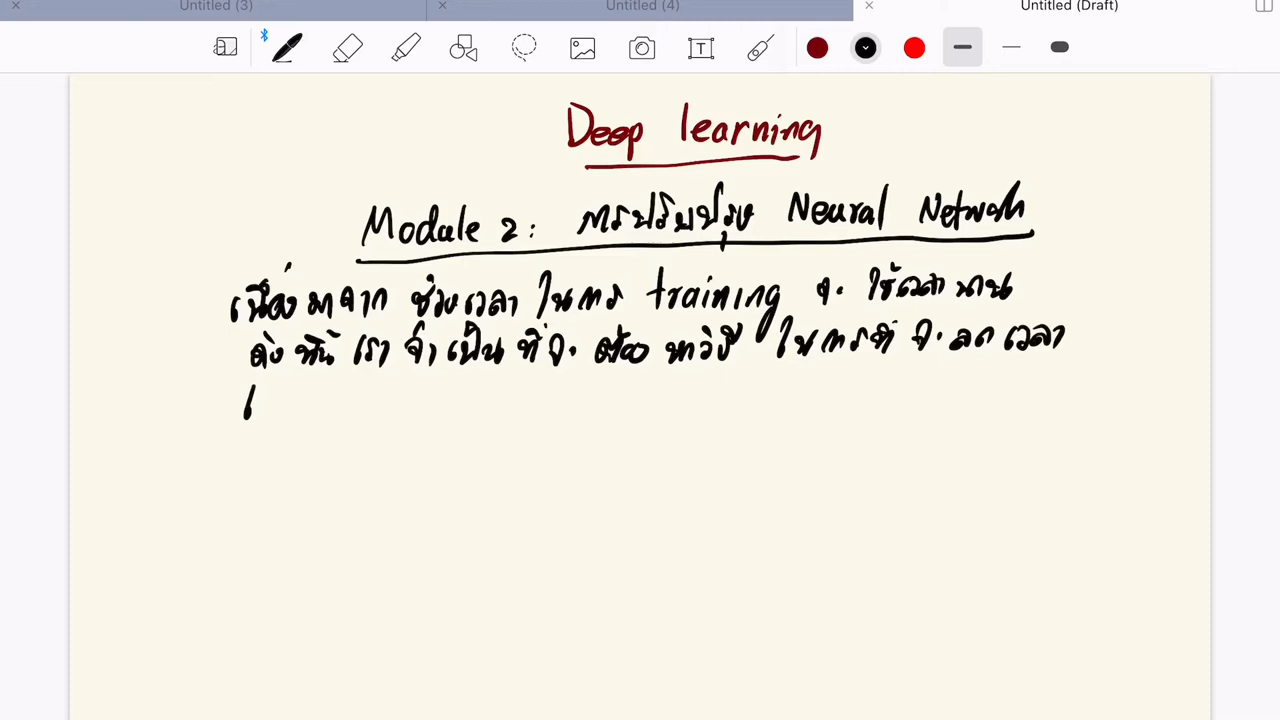 Untitled (3)
Untitled (4)
Untitled (Draft)
T
Deep learning
Module 2: การปรับปรุง Neural Network
เนื่องมาจาก ช่วงเวลา ในการ training จะ ใช้เวลานาน
ดังนั้น เรา จำเป็น ที่จะ ต้อง หาวิธี ในการที่ จะ ลด เวลา
เ